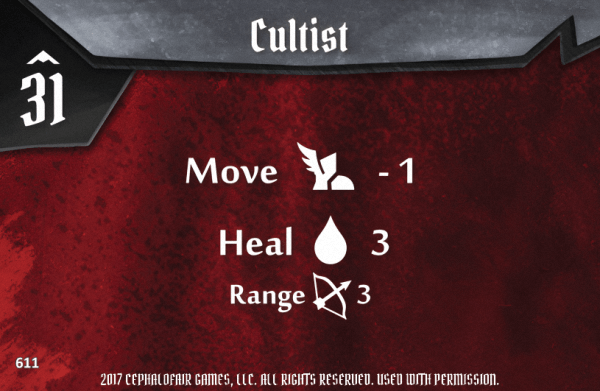 Cultist
31
Move - 1
Heal 3
Range 3
611
2017 CEPHALOFAIR GAMES, LLC. ALL RIGHTS RESERVED. USED WITH PERMISSION.